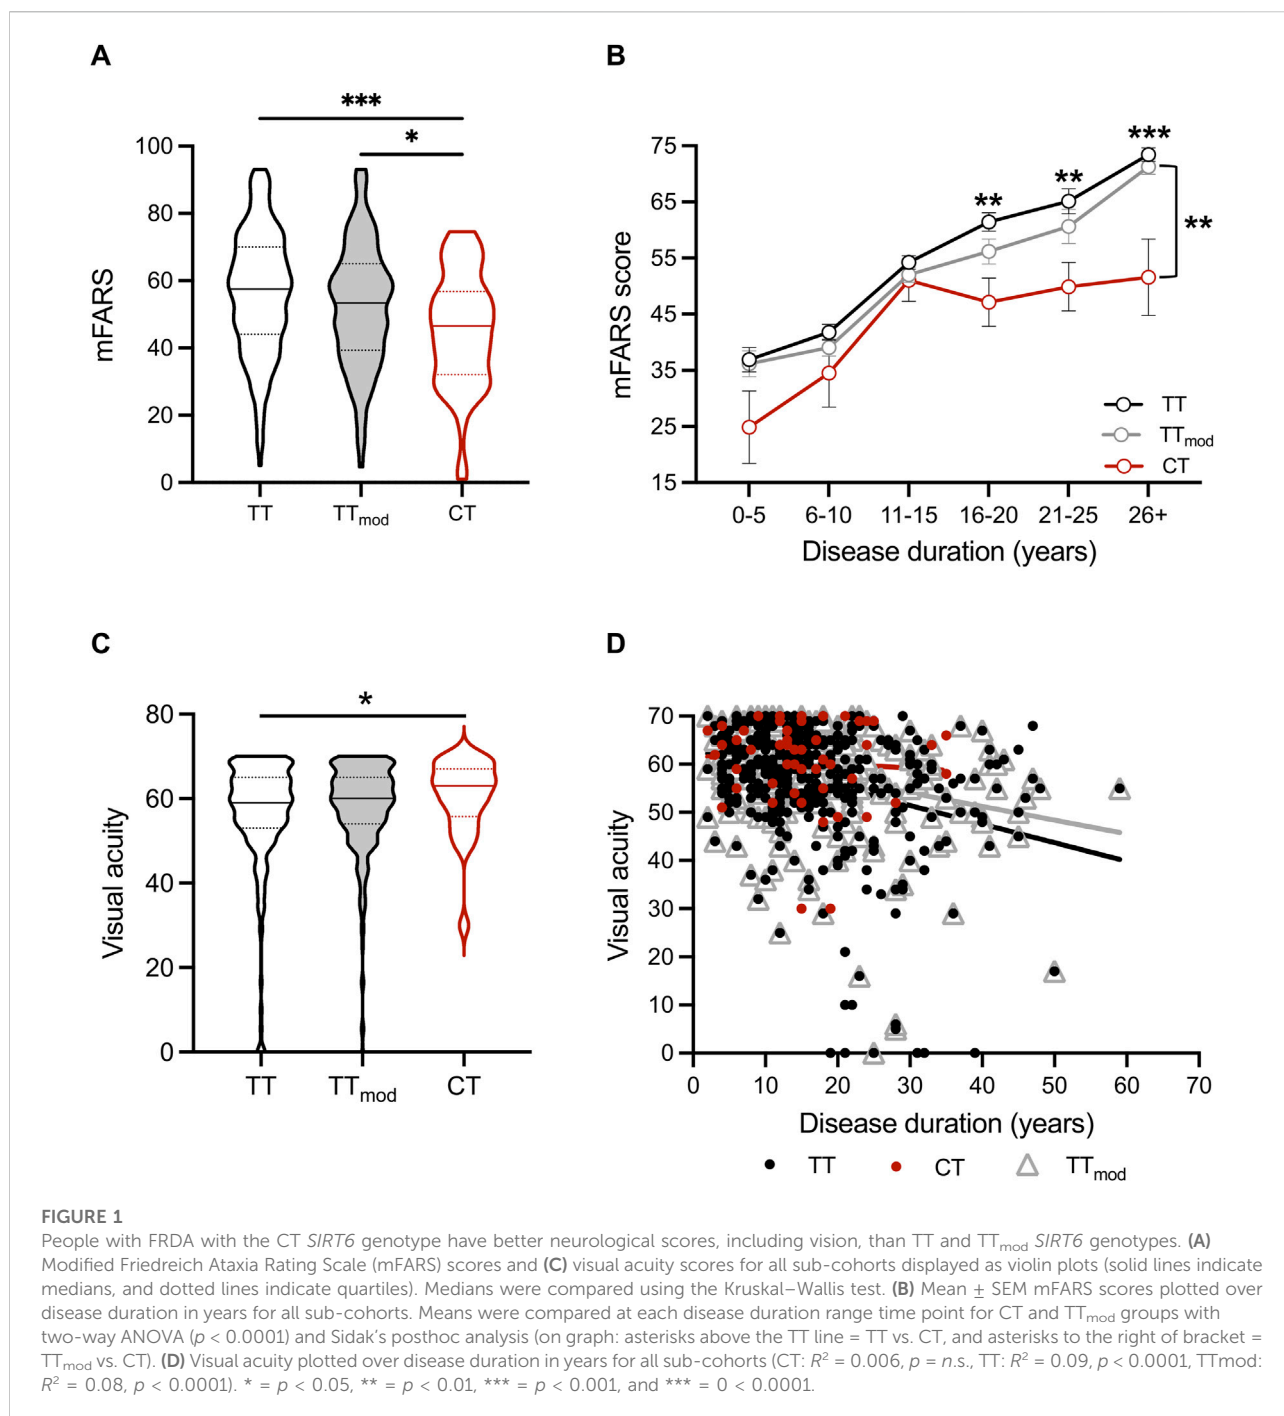 A
***
*
100
80
60
40
20
0
mFARS
TT
TTmod
CT
B
***
**
**
**
75
65
55
45
35
25
15
mFARS score
TT
TTmod
CT
0-5
6-10
11-15
16-20
21-25
26+
Disease duration (years)
C
*
80
60
40
20
0
Visual acuity
TT
TTmod
CT
D
70
60
50
40
30
20
10
0
Visual acuity
0
10
20
30
40
50
60
70
Disease duration (years)
TT
CT
TTmod
FIGURE 1
People with FRDA with the CT SIRT6 genotype have better neurological scores, including vision, than TT and TTmod SIRT6 genotypes. (A)
Modified Friedreich Ataxia Rating Scale (mFARS) scores and (C) visual acuity scores for all sub-cohorts displayed as violin plots (solid lines indicate
medians, and dotted lines indicate quartiles). Medians were compared using the Kruskal–Wallis test. (B) Mean ± SEM mFARS scores plotted over
disease duration in years for all sub-cohorts. Means were compared at each disease duration range time point for CT and TTmod groups with
two-way ANOVA (p < 0.0001) and Sidak's posthoc analysis (on graph: asterisks above the TT line = TT vs. CT, and asterisks to the right of bracket =
TTmod vs. CT). (D) Visual acuity plotted over disease duration in years for all sub-cohorts (CT: R² = 0.006, p = n.s., TT: R² = 0.09, p < 0.0001, TTmod:
R² = 0.08, p < 0.0001). * = p < 0.05, ** = p < 0.01, *** = p < 0.001, and *** = 0 < 0.0001.